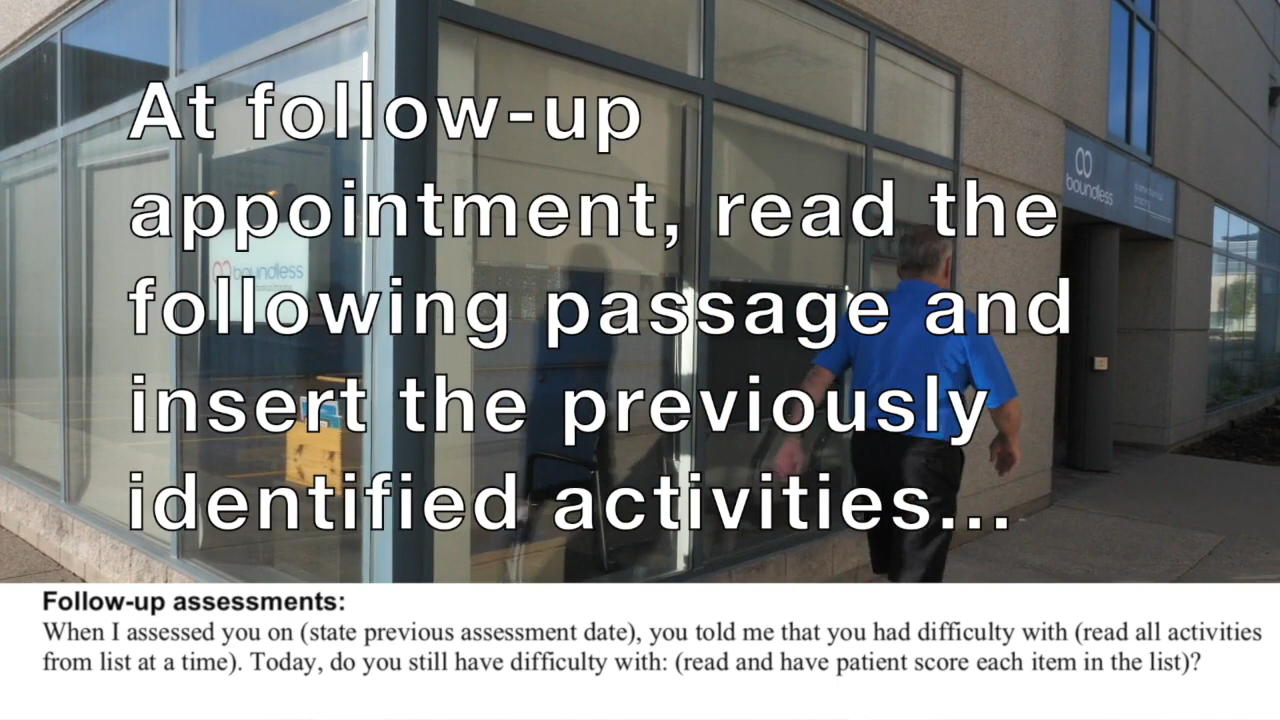 At follow-up
appointment, read the
following passage and
insert the previously
identified activities...
boundless
boundless
Follow-up assessments:
When I assessed you on (state previous assessment date), you told me that you had difficulty with (read all activities
from list at a time). Today, do you still have difficulty with: (read and have patient score each item in the list)?